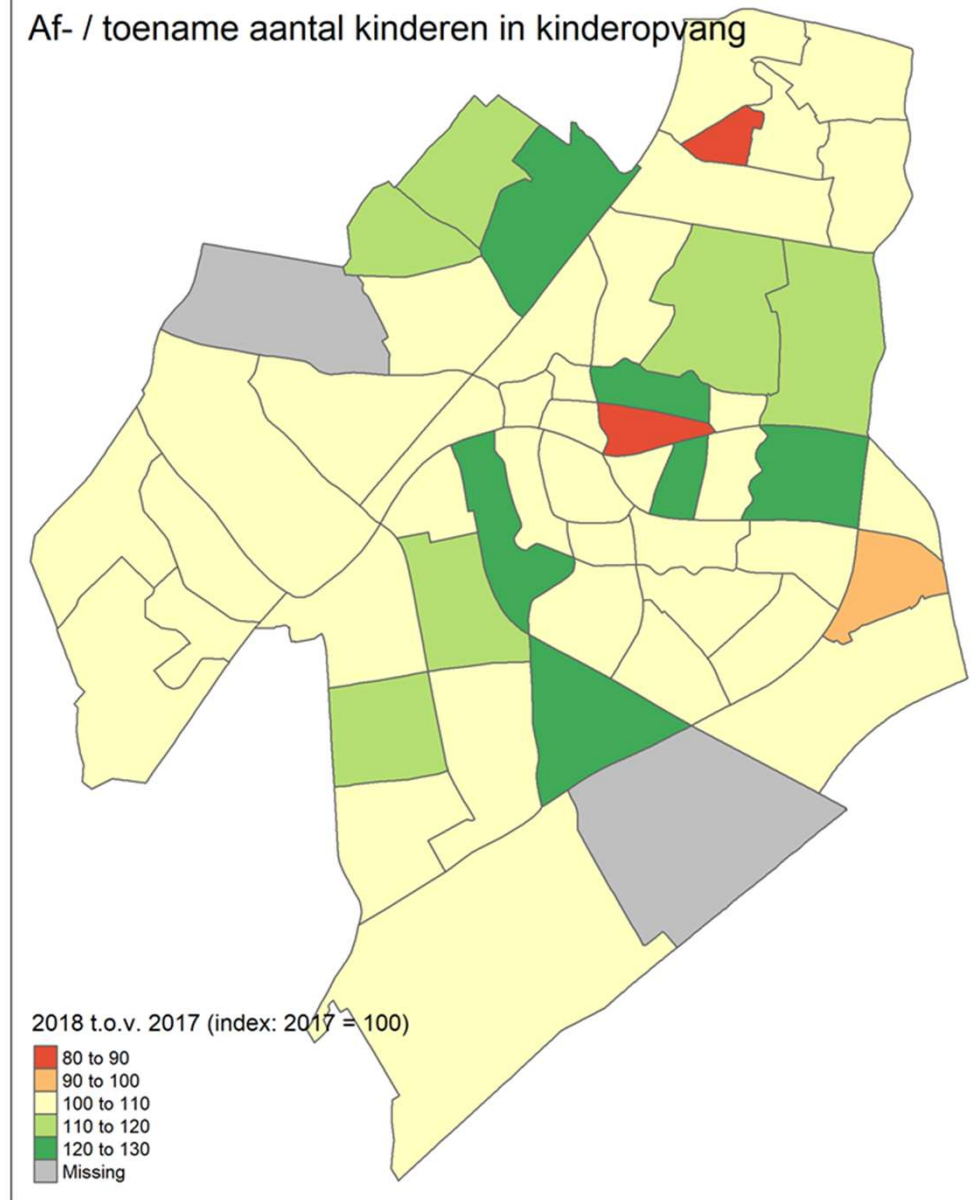 Af- / toename aantal kinderen in kinderopvang
2018 t.o.v. 2017 (index: 2017 = 100)
80 to 90
90 to 100
100 to 110
110 to 120
120 to 130
Missing